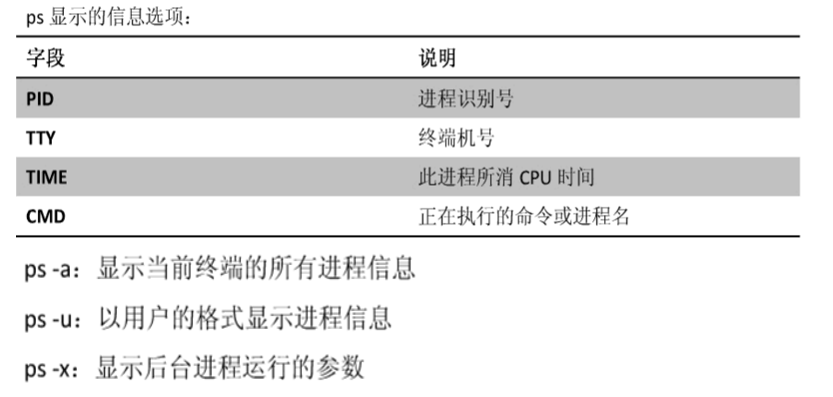 ps 显示的信息选项：
字段 说明
PID 进程识别号
TTY 终端机号
TIME 此进程所消 CPU 时间
CMD 正在执行的命令或进程名
ps -a：显示当前终端的所有进程信息
ps -u：以用户的格式显示进程信息
ps -x：显示后台进程运行的参数